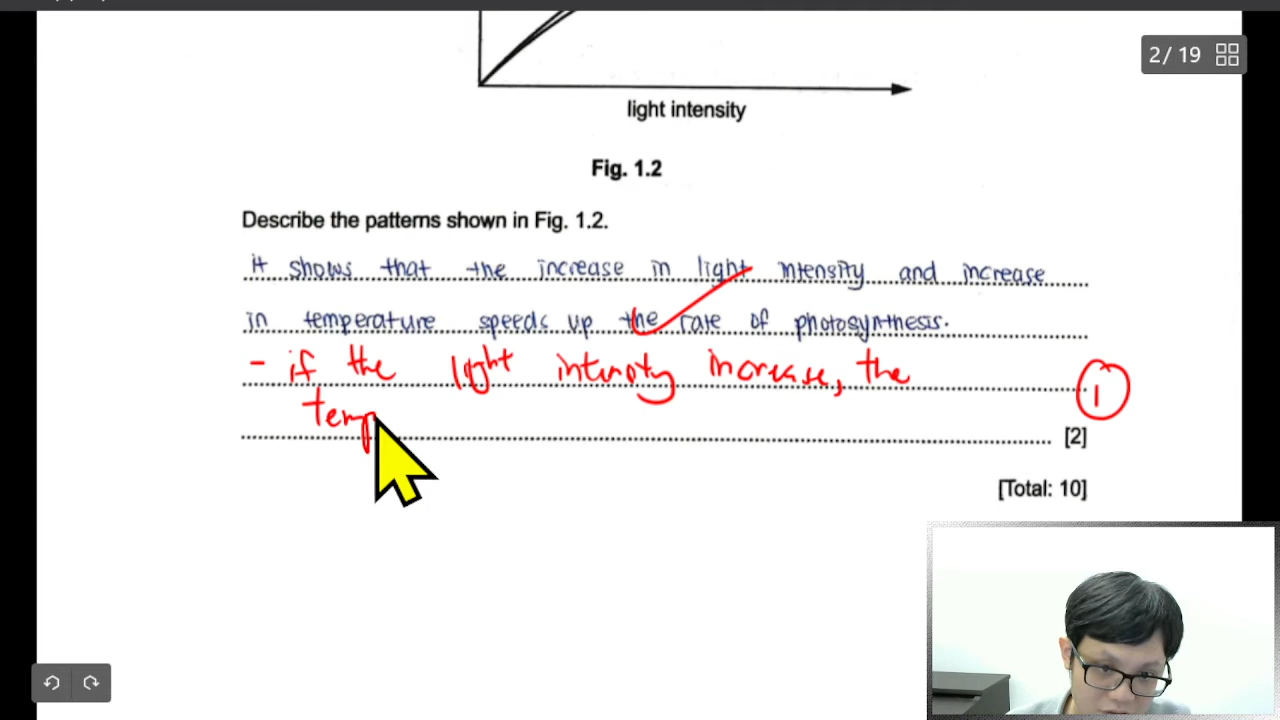 2/ 19
light intensity
Fig. 1.2
Describe the patterns shown in Fig. 1.2.
it shows that the increase in light intensity and increase
in temperature speeds up the rate of photosynthesis.
- if the light intensity increase, the
1
temp
[2]
[Total: 10]